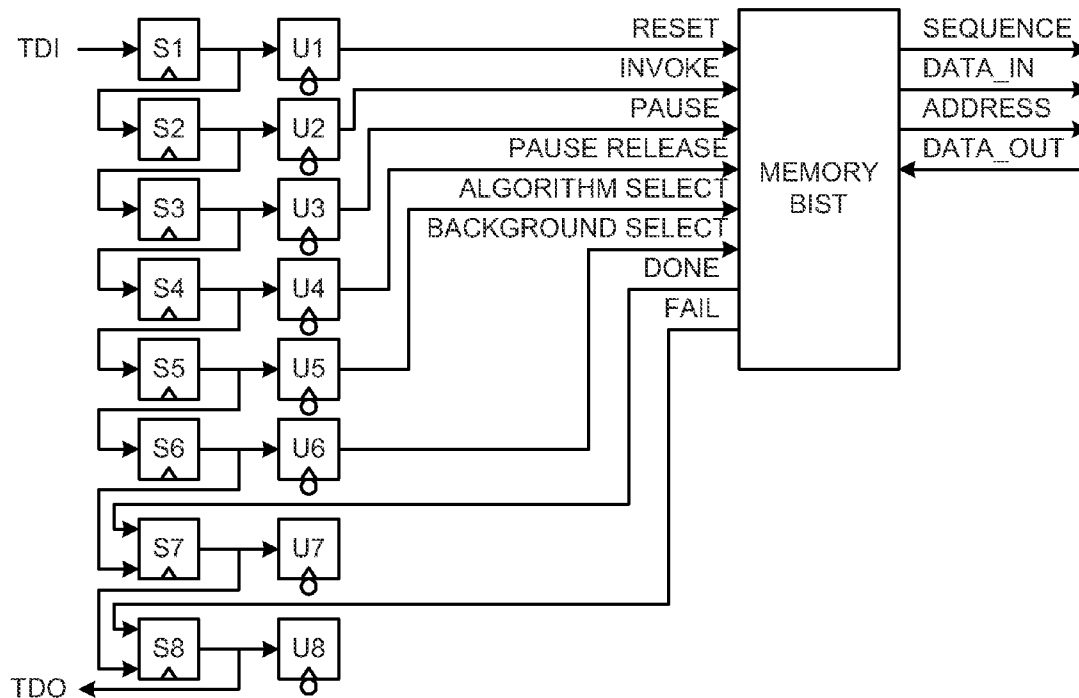 TDI S1 U1 RESET SEQUENCE
INVOKE DATA_IN
S2 U2 PAUSE ADDRESS
PAUSE RELEASE DATA_OUT
S3 U3 ALGORITHM SELECT MEMORY
BIST
BACKGROUND SELECT
S4 U4 DONE
FAIL
S5 U5
S6 U6
S7 U7
S8 U8
TDO